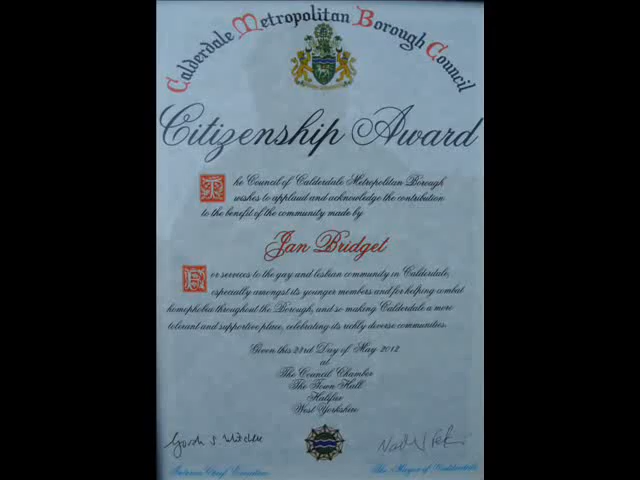 Calderdale Metropolitan Borough Council
Citizenship Award
The Council of Calderdale Metropolitan Borough
wishes to applaud and acknowledge the contribution
to the benefit of the community made by
Jan Bridget
For services to the gay and lesbian community in Calderdale,
especially amongst its younger members and for helping combat
homophobia throughout the Borough, and so making Calderdale a more
tolerant and supportive place, celebrating its richly diverse communities.
Given this 23rd Day of May 2012
at
The Council Chamber
The Town Hall
Halifax
West Yorkshire
Interim Chief Executive
The Mayor of Calderdale